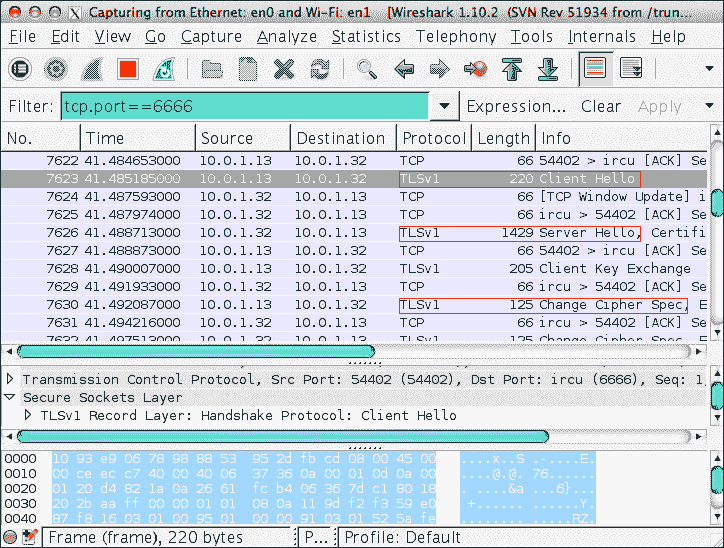 Capturing from Ethernet: en0 and Wi-Fi: en1 [Wireshark 1.10.2 (SVN Rev 51934 from /trun...
File Edit View Go Capture Analyze Statistics Telephony Tools Internals Help
Filter: tcp.port==6666 Expression... Clear Apply
No. Time Source Destination Protocol Length Info
7622 41.484653000 10.0.1.13 10.0.1.32 TCP 66 54402 > ircu [ACK] Se
7623 41.485185000 10.0.1.13 10.0.1.32 TLSv1 220 Client Hello
7624 41.487593000 10.0.1.32 10.0.1.13 TCP 66 [TCP Window Update] i
7625 41.487974000 10.0.1.32 10.0.1.13 TCP 66 ircu > 54402 [ACK] Se
7626 41.488713000 10.0.1.32 10.0.1.13 TLSv1 1429 Server Hello, Certifi
7627 41.488873000 10.0.1.13 10.0.1.32 TCP 66 54402 > ircu [ACK] Se
7628 41.490007000 10.0.1.13 10.0.1.32 TLSv1 205 Client Key Exchange
7629 41.491933000 10.0.1.32 10.0.1.13 TCP 66 ircu > 54402 [ACK] Se
7630 41.492087000 10.0.1.13 10.0.1.32 TLSv1 125 Change Cipher Spec, E
7631 41.494216000 10.0.1.32 10.0.1.13 TCP 66 ircu > 54402 [ACK] Se
7632 41.497513000 10.0.1.32 10.0.1.13 TLSv1 125 Change Cipher Spec, E
Transmission Control Protocol, Src Port: 54402 (54402), Dst Port: ircu (6666), Seq: 1,
Secure Sockets Layer
TLSv1 Record Layer: Handshake Protocol: Client Hello
0000 10 93 e9 06 78 98 88 53 95 2d fb cd 08 00 45 00 ....x..S .-....E.
0010 00 ce ec c7 40 00 40 06 37 36 0a 00 01 0d 0a 00 ....@.@. 76......
0020 01 20 d4 82 1a 0a 26 61 fc b4 06 36 7d c1 80 18 . ....&a ...6}...
0030 20 2b aa ff 00 00 01 01 08 0a 11 9d f2 f3 59 e0 +...... ......Y.
0040 87 f8 16 03 01 00 95 01 00 00 91 03 01 52 5a fe ........ .....RZ.
Frame (frame), 220 bytes P... Profile: Default